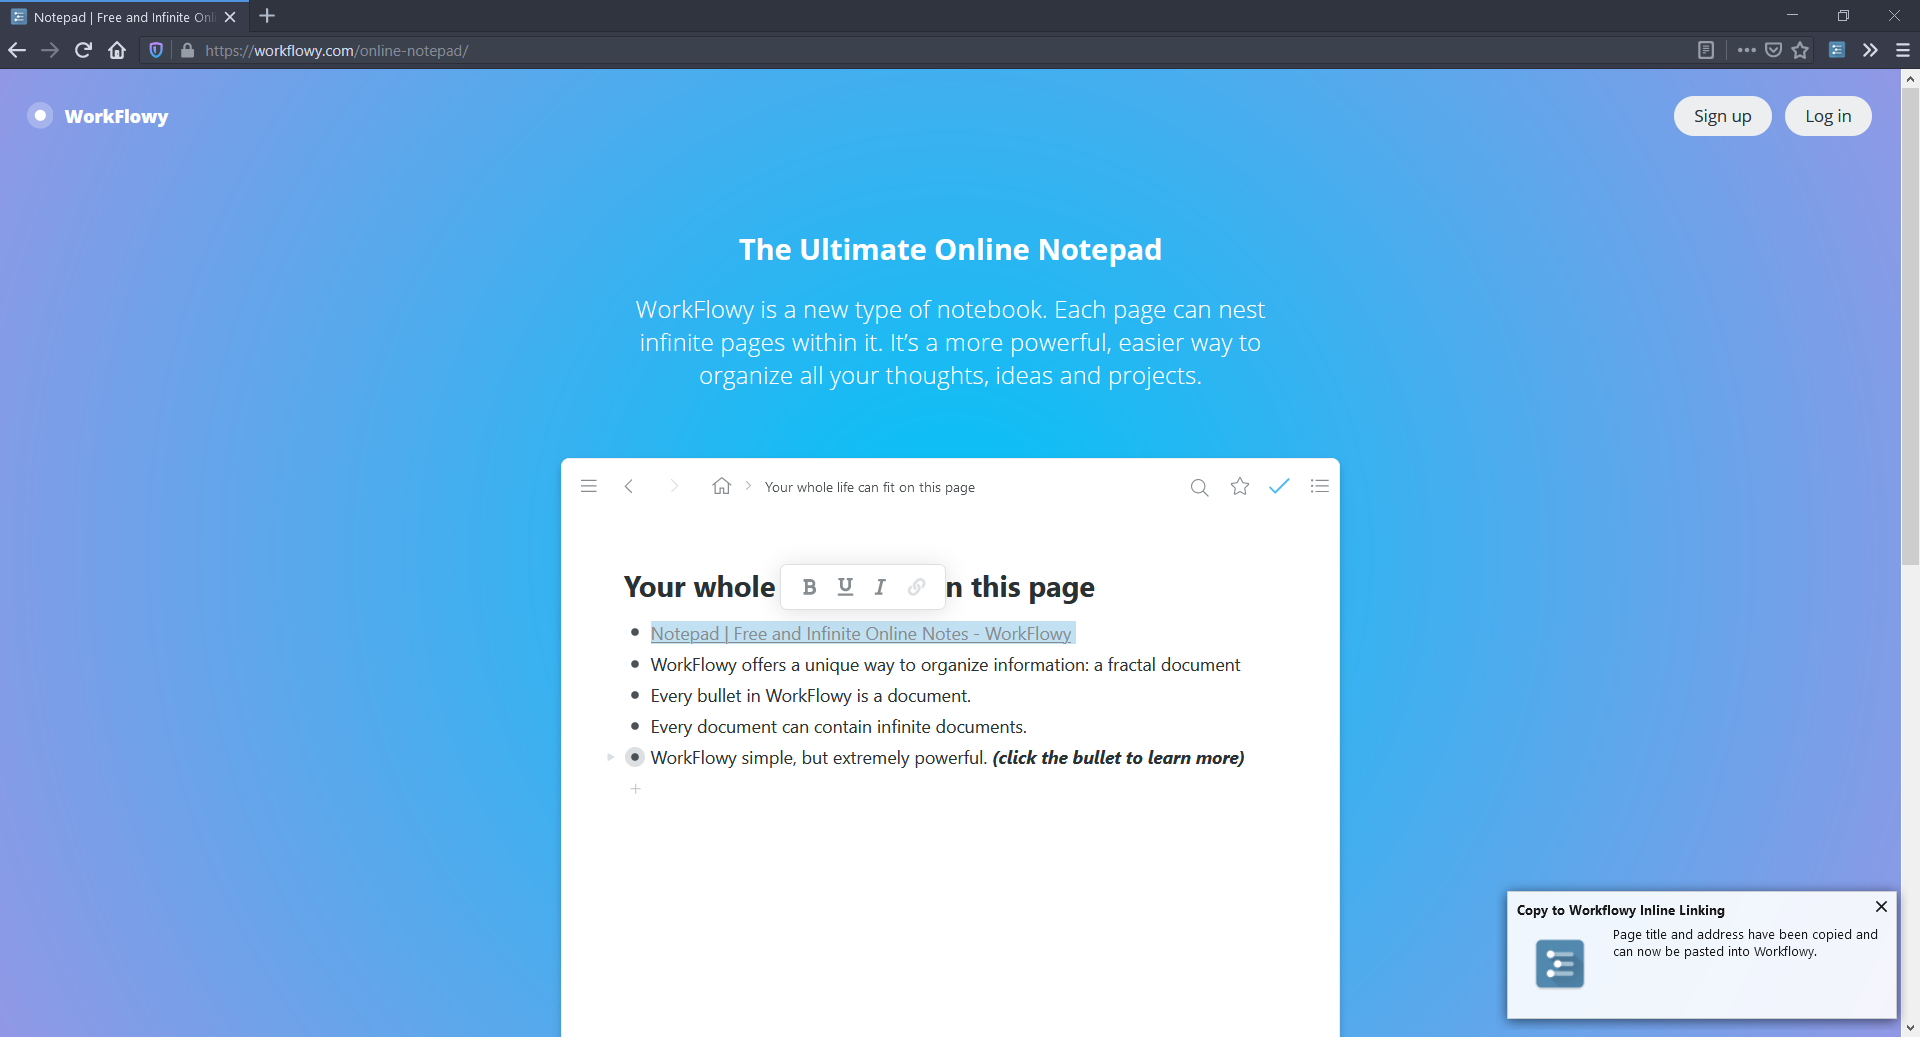 Notepad | Free and Infinite Onli
https://workflowy.com/online-notepad/
WorkFlowy
Sign up
Log in
The Ultimate Online Notepad
WorkFlowy is a new type of notebook. Each page can nest
infinite pages within it. It’s a more powerful, easier way to
organize all your thoughts, ideas and projects.
Your whole life can fit on this page
Your whole n this page
B U I
Notepad | Free and Infinite Online Notes - WorkFlowy
WorkFlowy offers a unique way to organize information: a fractal document
Every bullet in WorkFlowy is a document.
Every document can contain infinite documents.
WorkFlowy simple, but extremely powerful. (click the bullet to learn more)
Copy to Workflowy Inline Linking
Page title and address have been copied and
can now be pasted into Workflowy.